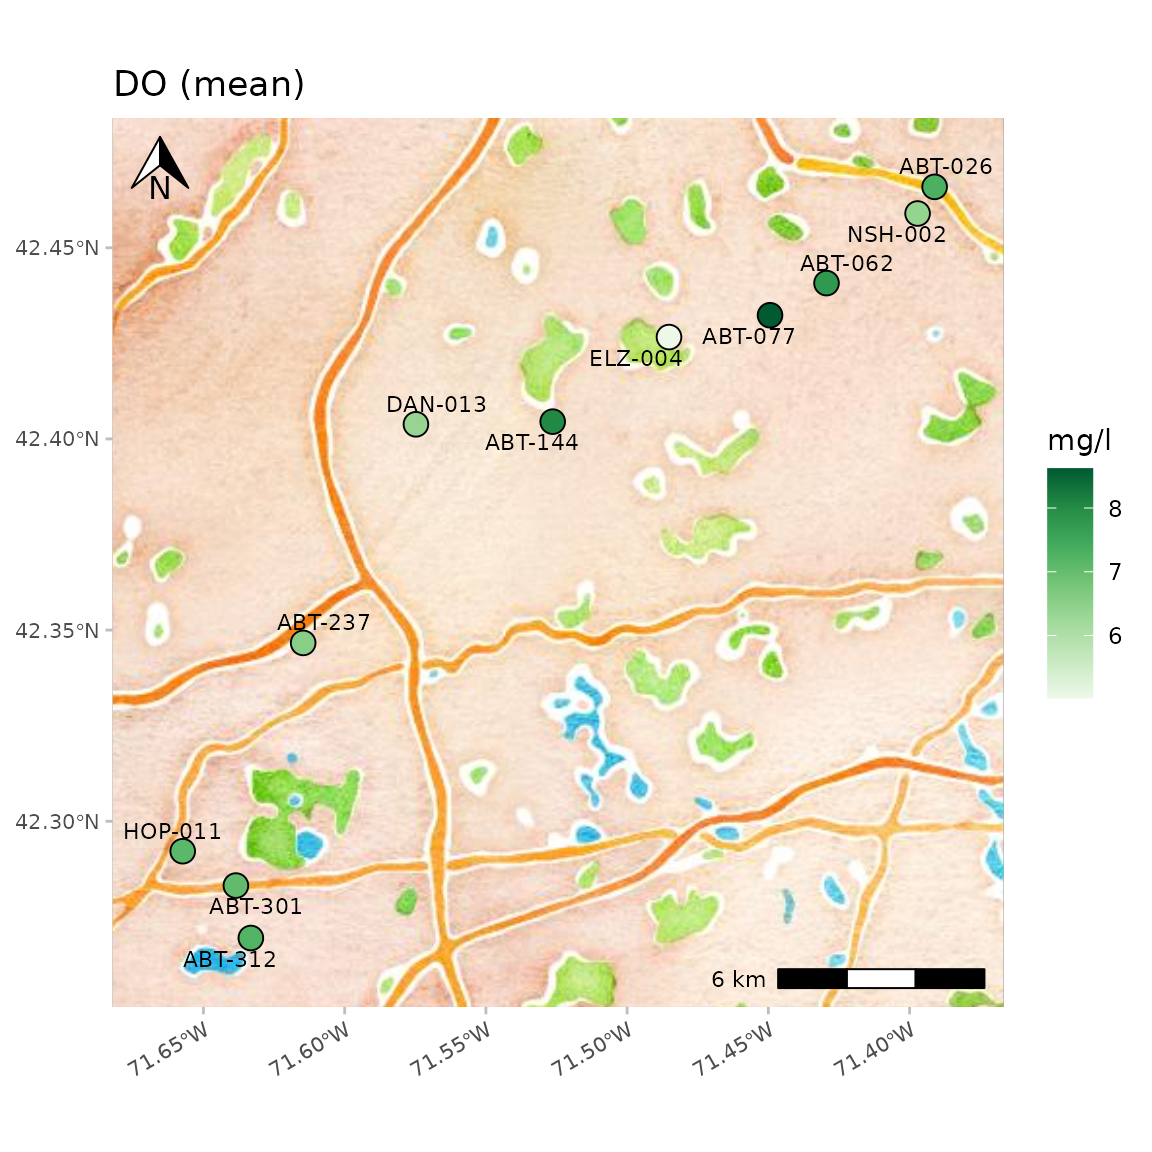 DO (mean)
N
ABT-026
NSH-002
ABT-062
ABT-077
ELZ-004
DAN-013
ABT-144
ABT-237
HOP-011
ABT-301
ABT-312
6 km
42.45°N
42.40°N
42.35°N
42.30°N
71.65°W
71.60°W
71.55°W
71.50°W
71.45°W
71.40°W
mg/l
8
7
6